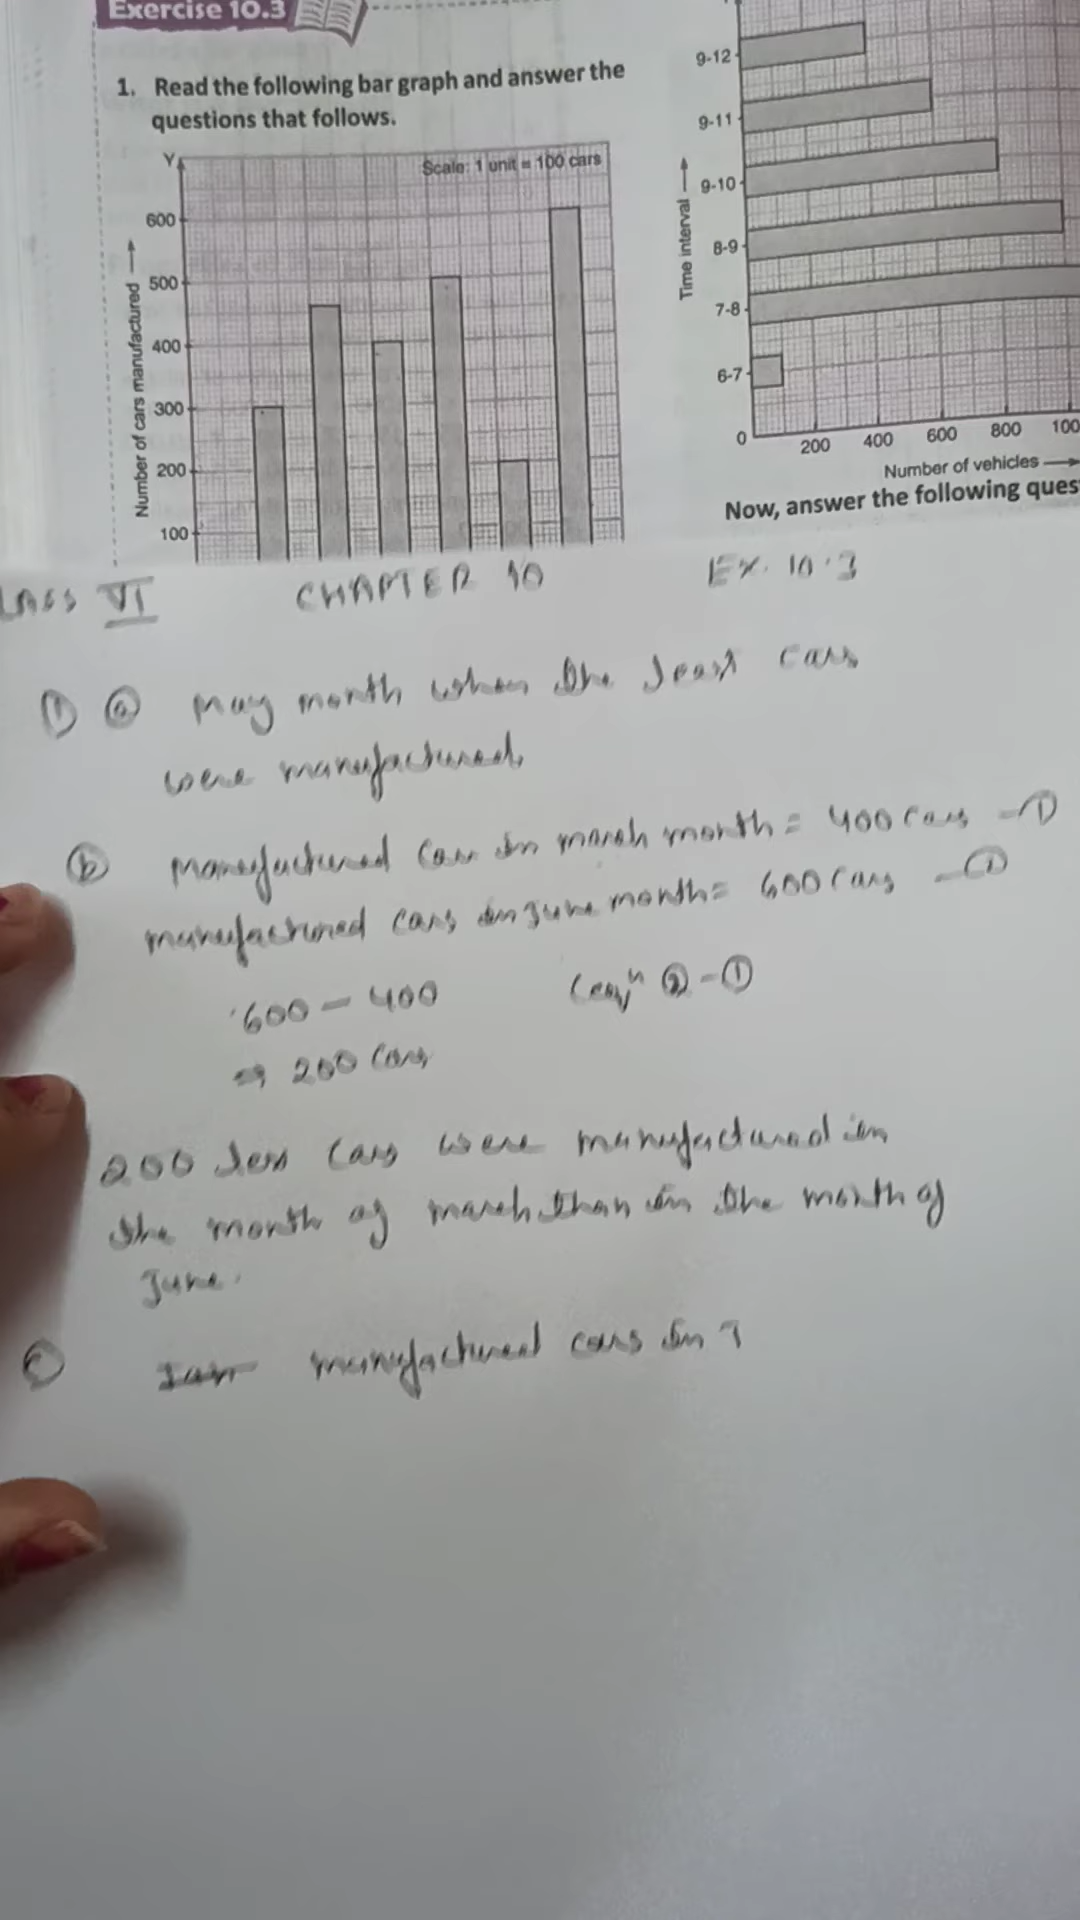 Exercise 10.3
1. Read the following bar graph and answer the
questions that follows.
Y
Scale: 1 unit = 100 cars
600
500
400
300
200
100
Number of cars manufactured
9-12
9-11
9-10
8-9
7-8
6-7
Time interval
0 200 400 600 800 100
Number of vehicles
Now, answer the following ques
LASS VI CHAPTER 10 EX. 10.3
① ⓐ May month when the least cars
were manufactured.
ⓑ manufactured cars in march month = 400 cars - ①
manufactured cars in June month = 600 cars -
600 - 400 (eqⁿ ② - ①
⇒ 200 cars
200 less cars were manufactured in
the month of march than in the month of
June.
ⓒ manufactured cars in